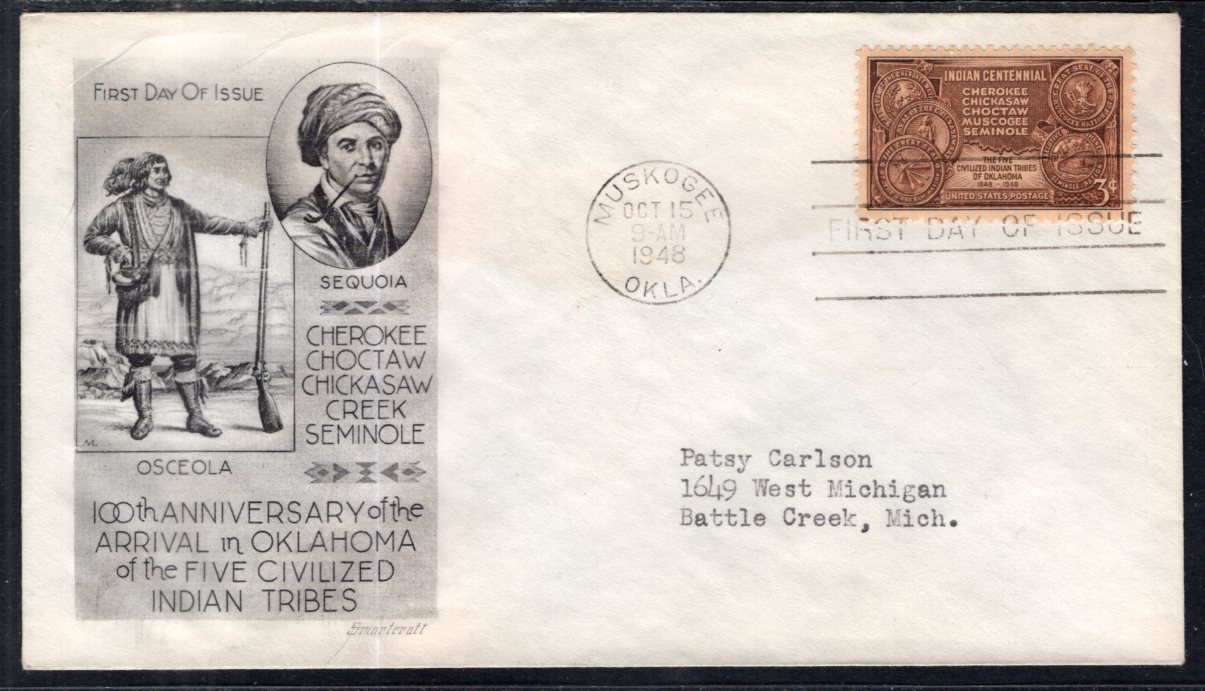 FIRST DAY OF ISSUE
SEQUOIA
CHEROKEE
CHOCTAW
CHICKASAW
CREEK
SEMINOLE
OSCEOLA
100th ANNIVERSARY of the
ARRIVAL in OKLAHOMA
of the FIVE CIVILIZED
INDIAN TRIBES
Smartcraft
MUSKOGEE
OCT 15
9-AM
1948
OKLA.
INDIAN CENTENNIAL
CHEROKEE
CHICKASAW
CHOCTAW
MUSCOGEE
SEMINOLE
THE FIVE
CIVILIZED INDIAN TRIBES
OF OKLAHOMA
1848 - 1948
UNITED STATES POSTAGE
3¢
FIRST DAY OF ISSUE
Patsy Carlson
1649 West Michigan
Battle Creek, Mich.